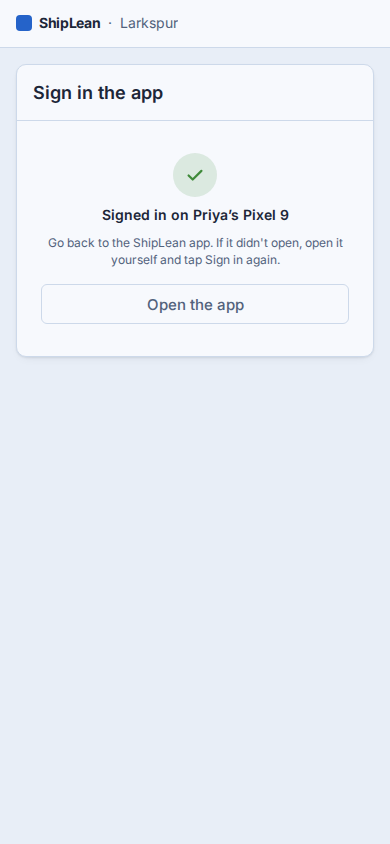 ShipLean · Larkspur
Sign in the app
Signed in on Priya’s Pixel 9
Go back to the ShipLean app. If it didn't open, open it
yourself and tap Sign in again.
Open the app